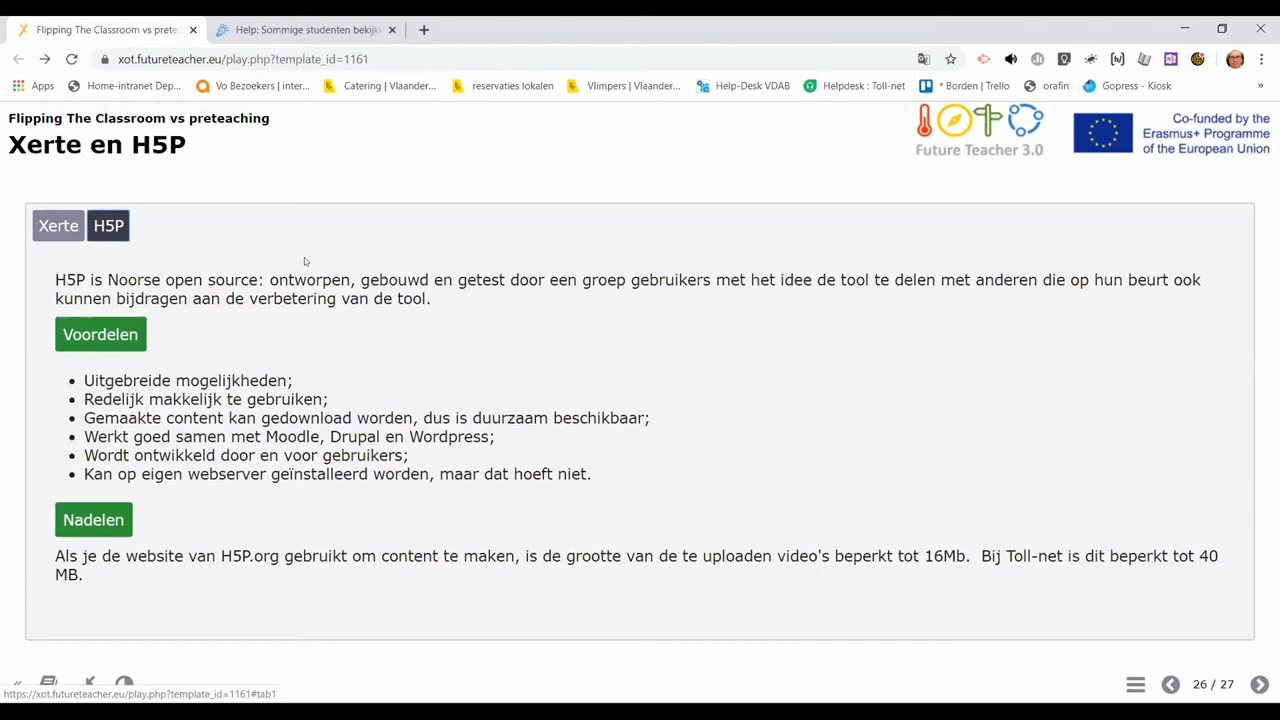 Flipping The Classroom vs prete
Help: Sommige studenten bekijk
xot.futureteacher.eu/play.php?template_id=1161
Apps
Home-intranet Dep...
Vo Bezoekers | inter...
Catering | Vlaander...
reservaties lokalen
Vlimpers | Vlaander...
Help-Desk VDAB
Helpdesk : Toll-net
* Borden | Trello
orafin
Gopress - Kiosk
»
Flipping The Classroom vs preteaching
Xerte en H5P
Future Teacher 3.0
Co-funded by the
Erasmus+ Programme
of the European Union
Xerte
H5P
H5P is Noorse open source: ontworpen, gebouwd en getest door een groep gebruikers met het idee de tool te delen met anderen die op hun beurt ook
kunnen bijdragen aan de verbetering van de tool.
Voordelen
• Uitgebreide mogelijkheden;
• Redelijk makkelijk te gebruiken;
• Gemaakte content kan gedownload worden, dus is duurzaam beschikbaar;
• Werkt goed samen met Moodle, Drupal en Wordpress;
• Wordt ontwikkeld door en voor gebruikers;
• Kan op eigen webserver geïnstalleerd worden, maar dat hoeft niet.
Nadelen
Als je de website van H5P.org gebruikt om content te maken, is de grootte van de te uploaden video's beperkt tot 16Mb. Bij Toll-net is dit beperkt tot 40
MB.
26 / 27
https://xot.futureteacher.eu/play.php?template_id=1161#tab1